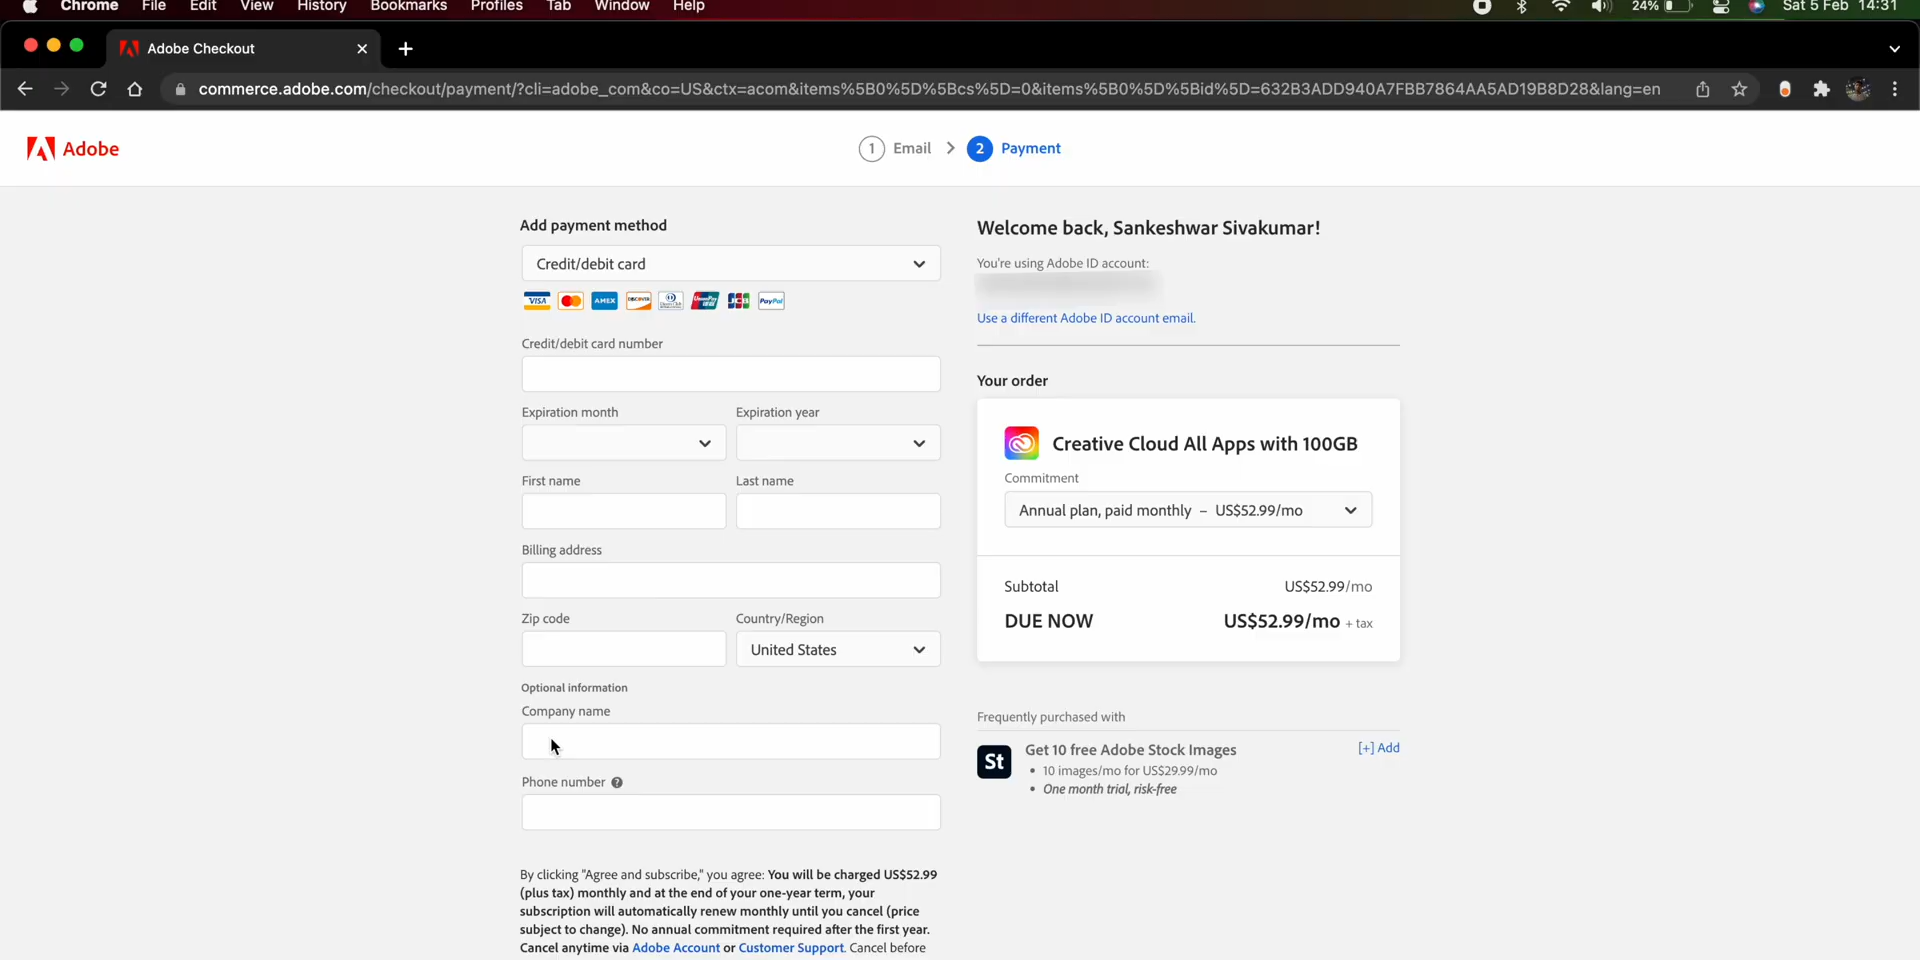 Chrome File Edit View History Bookmarks Profiles Tab Window Help 24% Sat 5 Feb 14:31
Adobe Checkout
commerce.adobe.com/checkout/payment/?cli=adobe_com&co=US&ctx=acom&items%5B0%5D%5Bcs%5D=0&items%5B0%5D%5Bid%5D=632B3ADD940A7FBB7864AA5AD19B8D28&lang=en
Adobe
1 Email 2 Payment
Add payment method
Credit/debit card
VISA AMEX DISCOVER Diners Club UnionPay JCB PayPal
Credit/debit card number
Expiration month Expiration year
First name Last name
Billing address
Zip code Country/Region
United States
Optional information
Company name
Phone number ?
By clicking "Agree and subscribe," you agree: You will be charged US$52.99
(plus tax) monthly and at the end of your one-year term, your
subscription will automatically renew monthly until you cancel (price
subject to change). No annual commitment required after the first year.
Cancel anytime via Adobe Account or Customer Support. Cancel before
Welcome back, Sankeshwar Sivakumar!
You're using Adobe ID account:
Use a different Adobe ID account email.
Your order
Creative Cloud All Apps with 100GB
Commitment
Annual plan, paid monthly – US$52.99/mo
Subtotal US$52.99/mo
DUE NOW US$52.99/mo + tax
Frequently purchased with
St Get 10 free Adobe Stock Images [+] Add
• 10 images/mo for US$29.99/mo
• One month trial, risk-free